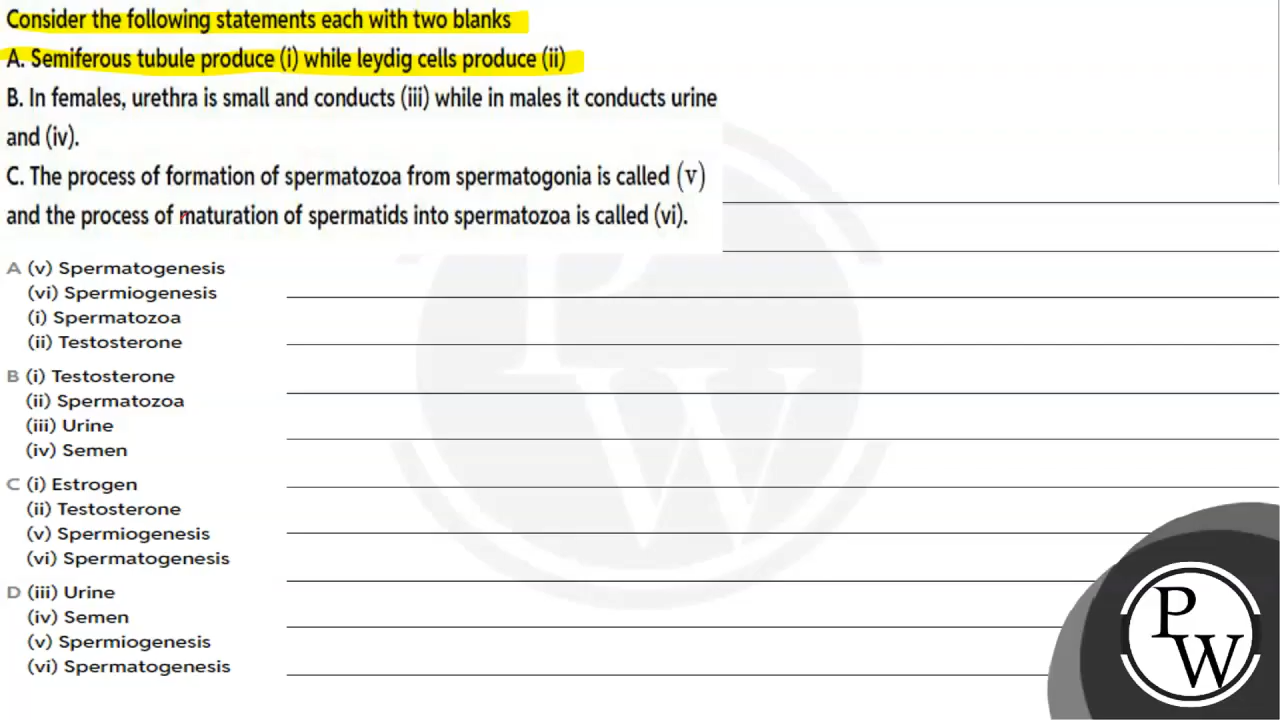 Consider the following statements each with two blanks
A. Semiferous tubule produce (i) while leydig cells produce (ii)
B. In females, urethra is small and conducts (iii) while in males it conducts urine
and (iv).
C. The process of formation of spermatozoa from spermatogonia is called (v)
and the process of maturation of spermatids into spermatozoa is called (vi).
A (v) Spermatogenesis
(vi) Spermiogenesis
(i) Spermatozoa
(ii) Testosterone
B (i) Testosterone
(ii) Spermatozoa
(iii) Urine
(iv) Semen
C (i) Estrogen
(ii) Testosterone
(v) Spermiogenesis
(vi) Spermatogenesis
D (iii) Urine
(iv) Semen
(v) Spermiogenesis
(vi) Spermatogenesis
P
W
P
W